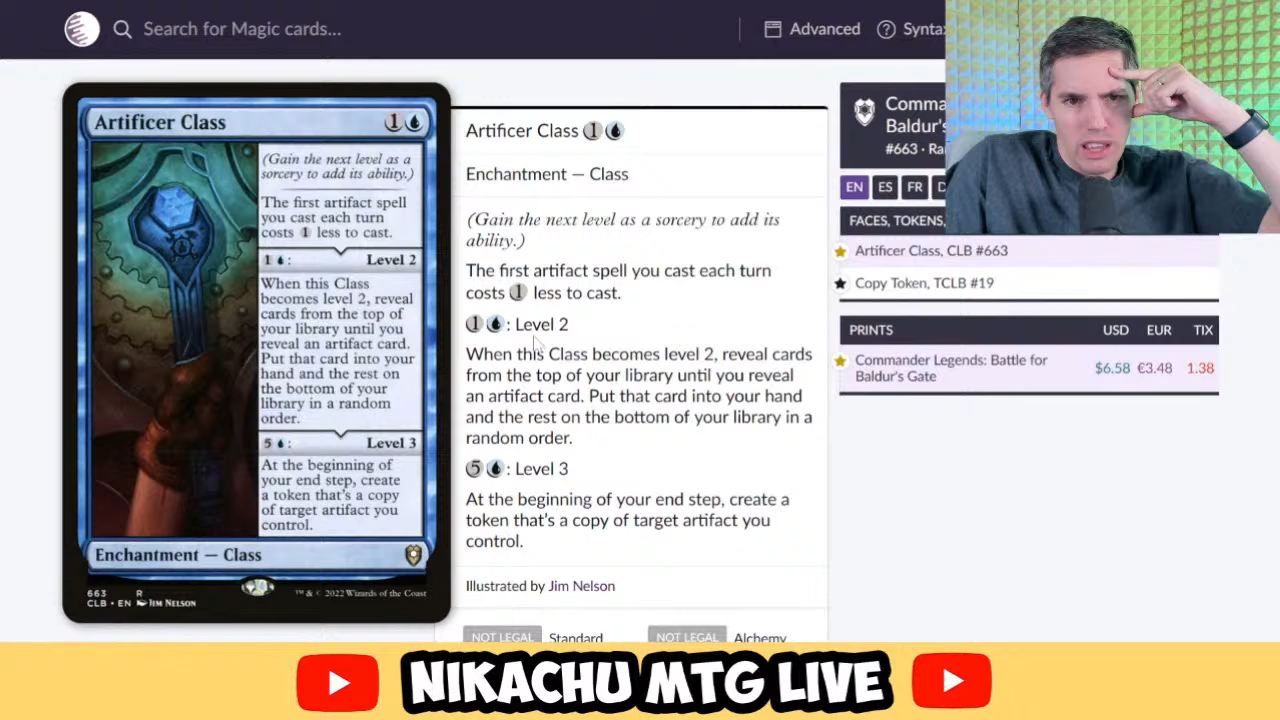 Search for Magic cards...
Advanced
Synta
Artificer Class 1
(Gain the next level as a
sorcery to add its ability.)
The first artifact spell
you cast each turn
costs 1 less to cast.
1 : Level 2
When this Class
becomes level 2, reveal
cards from the top of
your library until you
reveal an artifact card.
Put that card into your
hand and the rest on
the bottom of your
library in a random
order.
5 : Level 3
At the beginning of
your end step, create
a token that's a copy
of target artifact you
control.
Enchantment — Class
663 R
CLB • EN JIM NELSON
™ & © 2022 Wizards of the Coast
Artificer Class 1
Enchantment — Class
(Gain the next level as a sorcery to add its
ability.)
The first artifact spell you cast each turn
costs 1 less to cast.
1 : Level 2
When this Class becomes level 2, reveal cards
from the top of your library until you reveal
an artifact card. Put that card into your hand
and the rest on the bottom of your library in a
random order.
5 : Level 3
At the beginning of your end step, create a
token that's a copy of target artifact you
control.
Illustrated by Jim Nelson
NOT LEGAL Standard
NOT LEGAL Alchemy
Comma
Baldur's
#663 · Ra
EN ES FR D
FACES, TOKENS,
Artificer Class, CLB #663
Copy Token, TCLB #19
PRINTS USD EUR TIX
Commander Legends: Battle for
Baldur's Gate
$6.58 €3.48 1.38
NIKACHU MTG LIVE